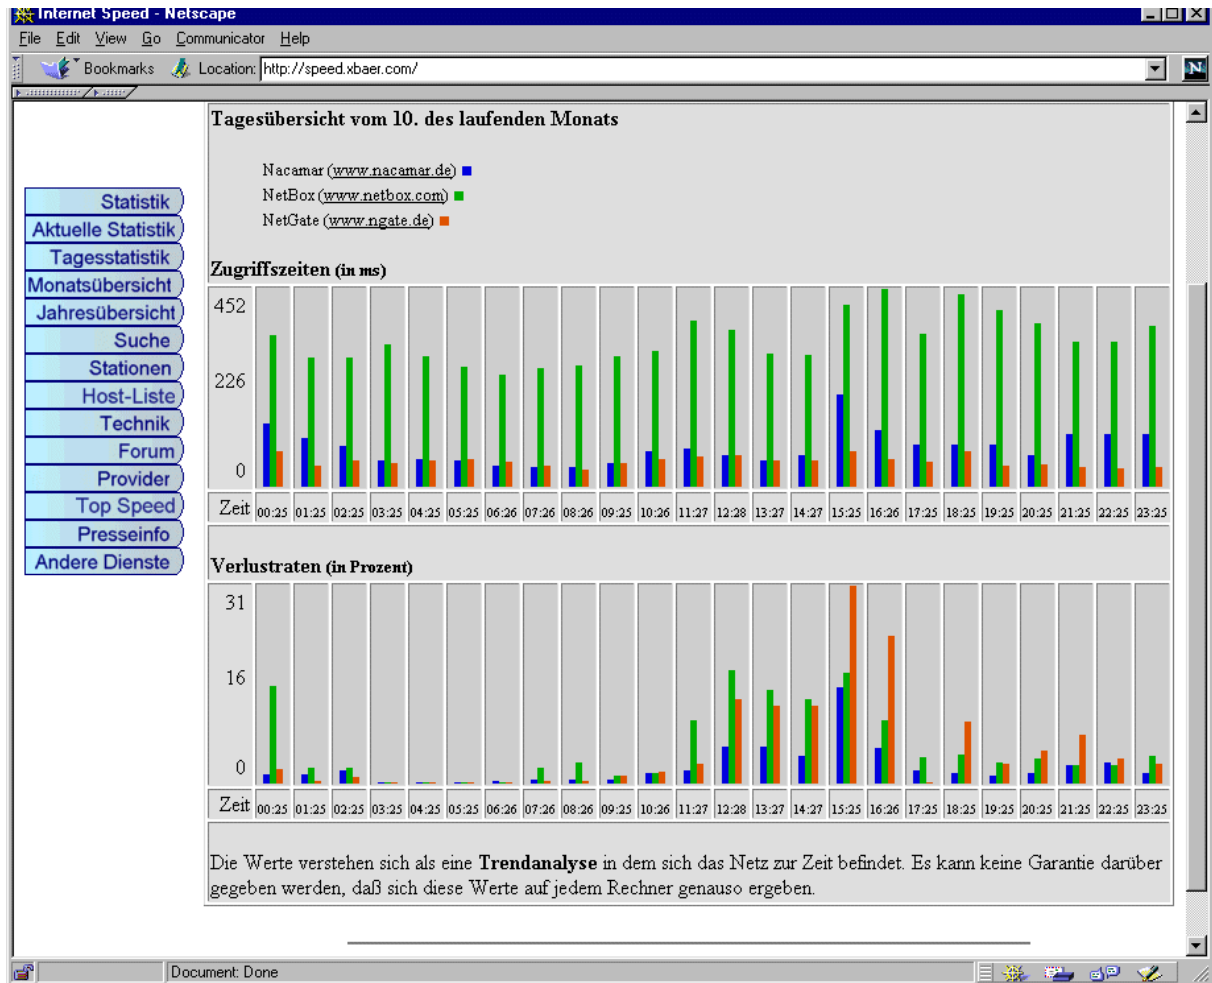 Internet Speed - Netscape
File Edit View Go Communicator Help
Bookmarks Location: http://speed.xbaer.com/
N
Statistik
Aktuelle Statistik
Tagesstatistik
Monatsübersicht
Jahresübersicht
Suche
Stationen
Host-Liste
Technik
Forum
Provider
Top Speed
Presseinfo
Andere Dienste
Tagesübersicht vom 10. des laufenden Monats
Nacamar (www.nacamar.de)
NetBox (www.netbox.com)
NetGate (www.ngate.de)
Zugriffszeiten (in ms)
452
226
0
Zeit 00:25 01:25 02:25 03:25 04:25 05:25 06:26 07:26 08:26 09:25 10:26 11:27 12:28 13:27 14:27 15:25 16:26 17:25 18:25 19:25 20:25 21:25 22:25 23:25
Verlustraten (in Prozent)
31
16
0
Zeit 00:25 01:25 02:25 03:25 04:25 05:25 06:26 07:26 08:26 09:25 10:26 11:27 12:28 13:27 14:27 15:25 16:26 17:25 18:25 19:25 20:25 21:25 22:25 23:25
Die Werte verstehen sich als eine Trendanalyse in dem sich das Netz zur Zeit befindet. Es kann keine Garantie darüber
gegeben werden, daß sich diese Werte auf jedem Rechner genauso ergeben.
Document: Done